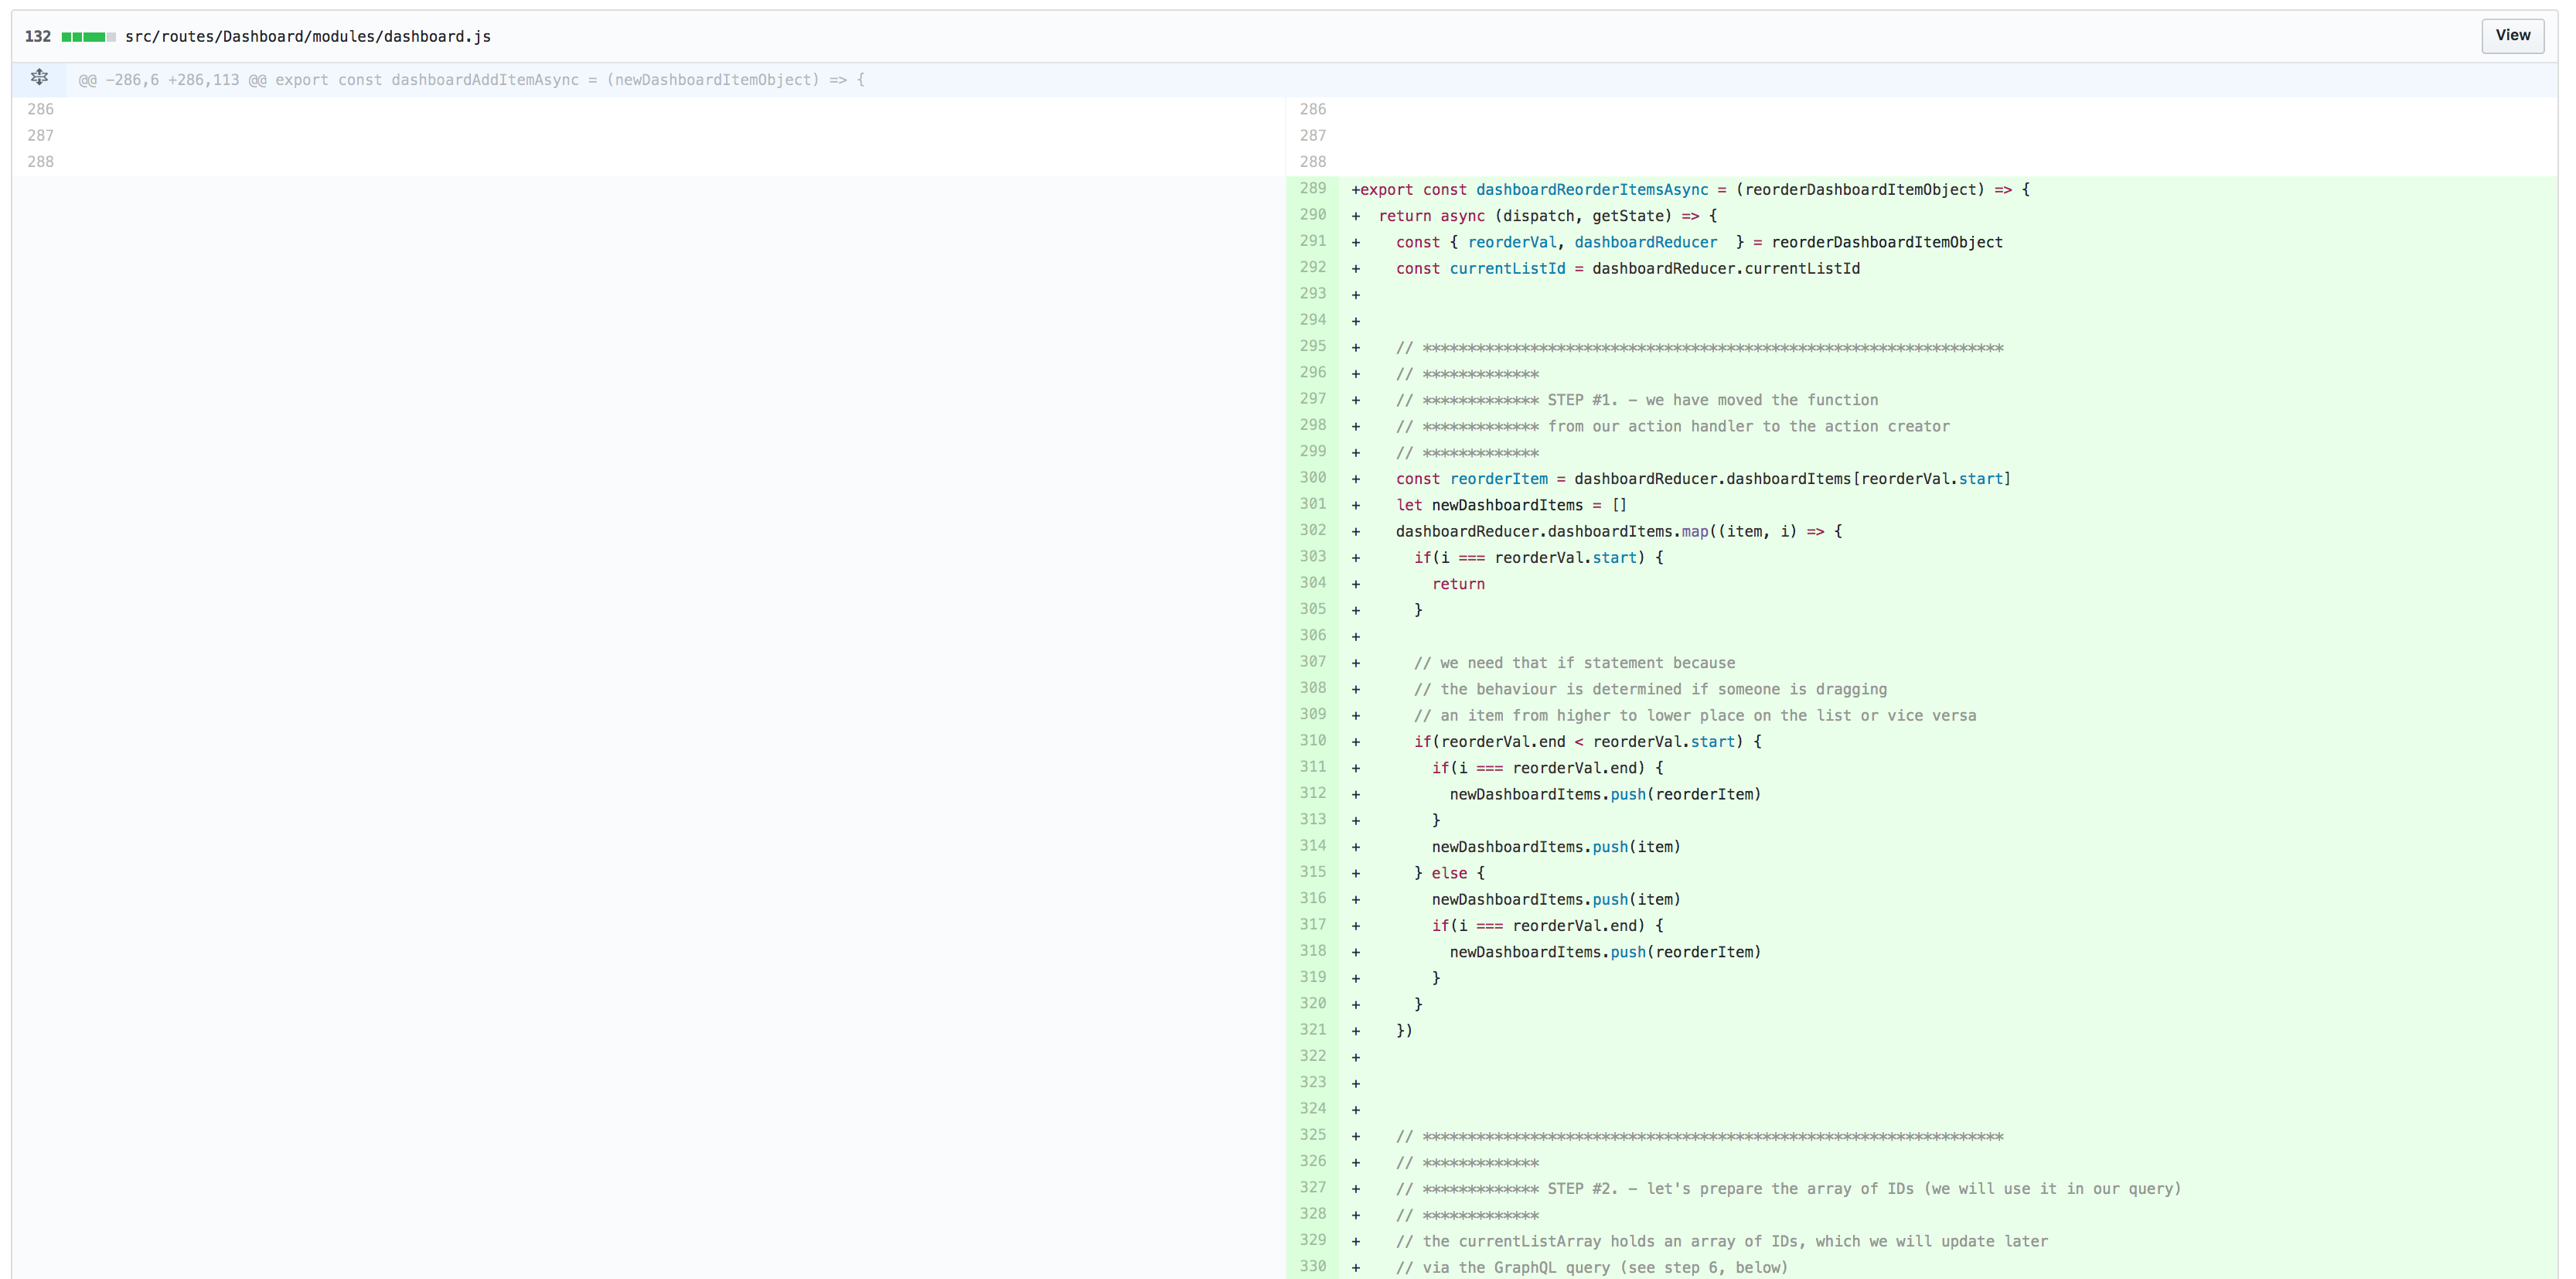 132 src/routes/Dashboard/modules/dashboard.js View
@@ -286,6 +286,113 @@ export const dashboardAddItemAsync = (newDashboardItemObject) => {
286 286
287 287
288 288
289 +export const dashboardReorderItemsAsync = (reorderDashboardItemObject) => {
290 +  return async (dispatch, getState) => {
291 +    const { reorderVal, dashboardReducer  } = reorderDashboardItemObject
292 +    const currentListId = dashboardReducer.currentListId
293 +
294 +
295 +    // *****************************************************************
296 +    // *************
297 +    // ************* STEP #1. - we have moved the function
298 +    // ************* from our action handler to the action creator
299 +    // *************
300 +    const reorderItem = dashboardReducer.dashboardItems[reorderVal.start]
301 +    let newDashboardItems = []
302 +    dashboardReducer.dashboardItems.map((item, i) => {
303 +      if(i === reorderVal.start) {
304 +        return
305 +      }
306 +
307 +      // we need that if statement because
308 +      // the behaviour is determined if someone is dragging
309 +      // an item from higher to lower place on the list or vice versa
310 +      if(reorderVal.end < reorderVal.start) {
311 +        if(i === reorderVal.end) {
312 +          newDashboardItems.push(reorderItem)
313 +        }
314 +        newDashboardItems.push(item)
315 +      } else {
316 +        newDashboardItems.push(item)
317 +        if(i === reorderVal.end) {
318 +          newDashboardItems.push(reorderItem)
319 +        }
320 +      }
321 +    })
322 +
323 +
324 +
325 +    // *****************************************************************
326 +    // *************
327 +    // ************* STEP #2. - let's prepare the array of IDs (we will use it in our query)
328 +    // *************
329 +    // the currentListArray holds an array of IDs, which we will update later
330 +    // via the GraphQL query (see step 6, below)